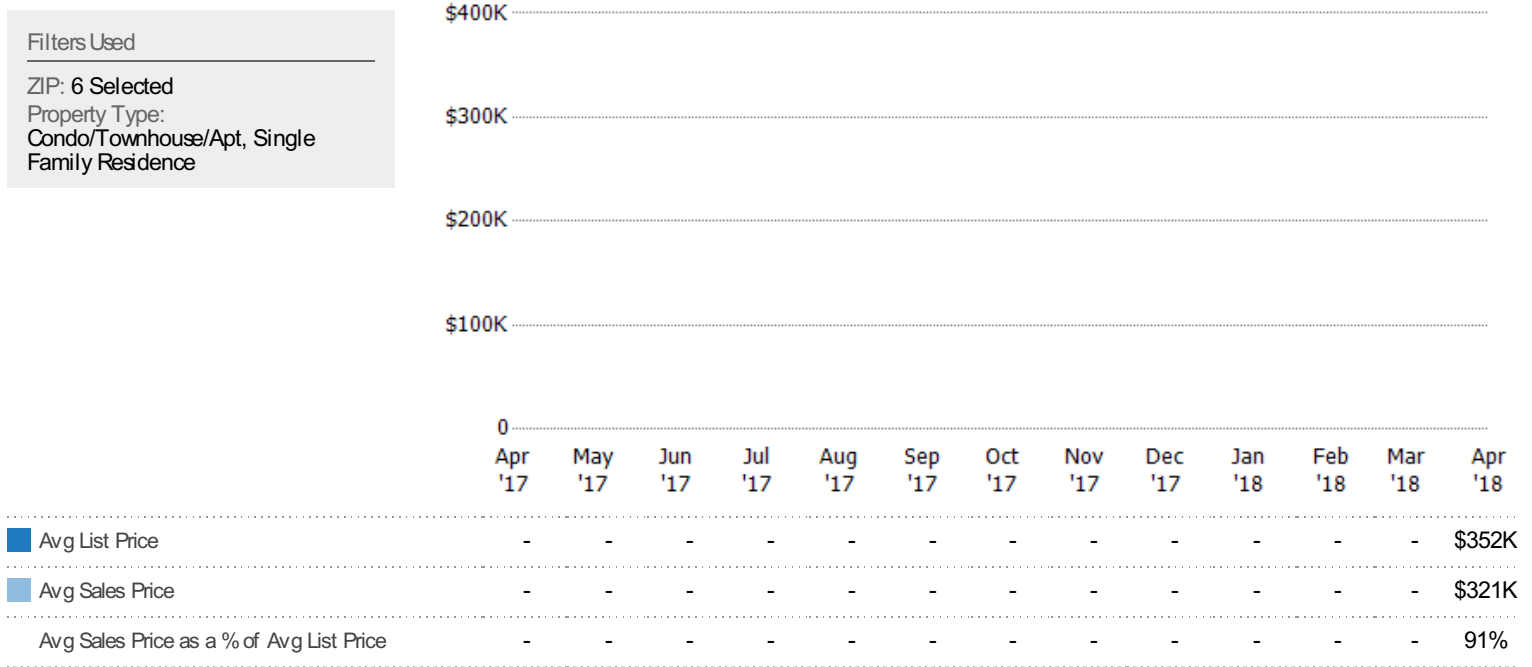 Filters Used
ZIP: 6 Selected
Property Type:
Condo/Townhouse/Apt, Single
Family Residence
$400K
$300K
$200K
$100K
0
Apr May Jun Jul Aug Sep Oct Nov Dec Jan Feb Mar Apr
'17 '17 '17 '17 '17 '17 '17 '17 '17 '18 '18 '18 '18
Avg List Price - - - - - - - - - - - - $352K
Avg Sales Price - - - - - - - - - - - - $321K
Avg Sales Price as a % of Avg List Price - - - - - - - - - - - - 91%